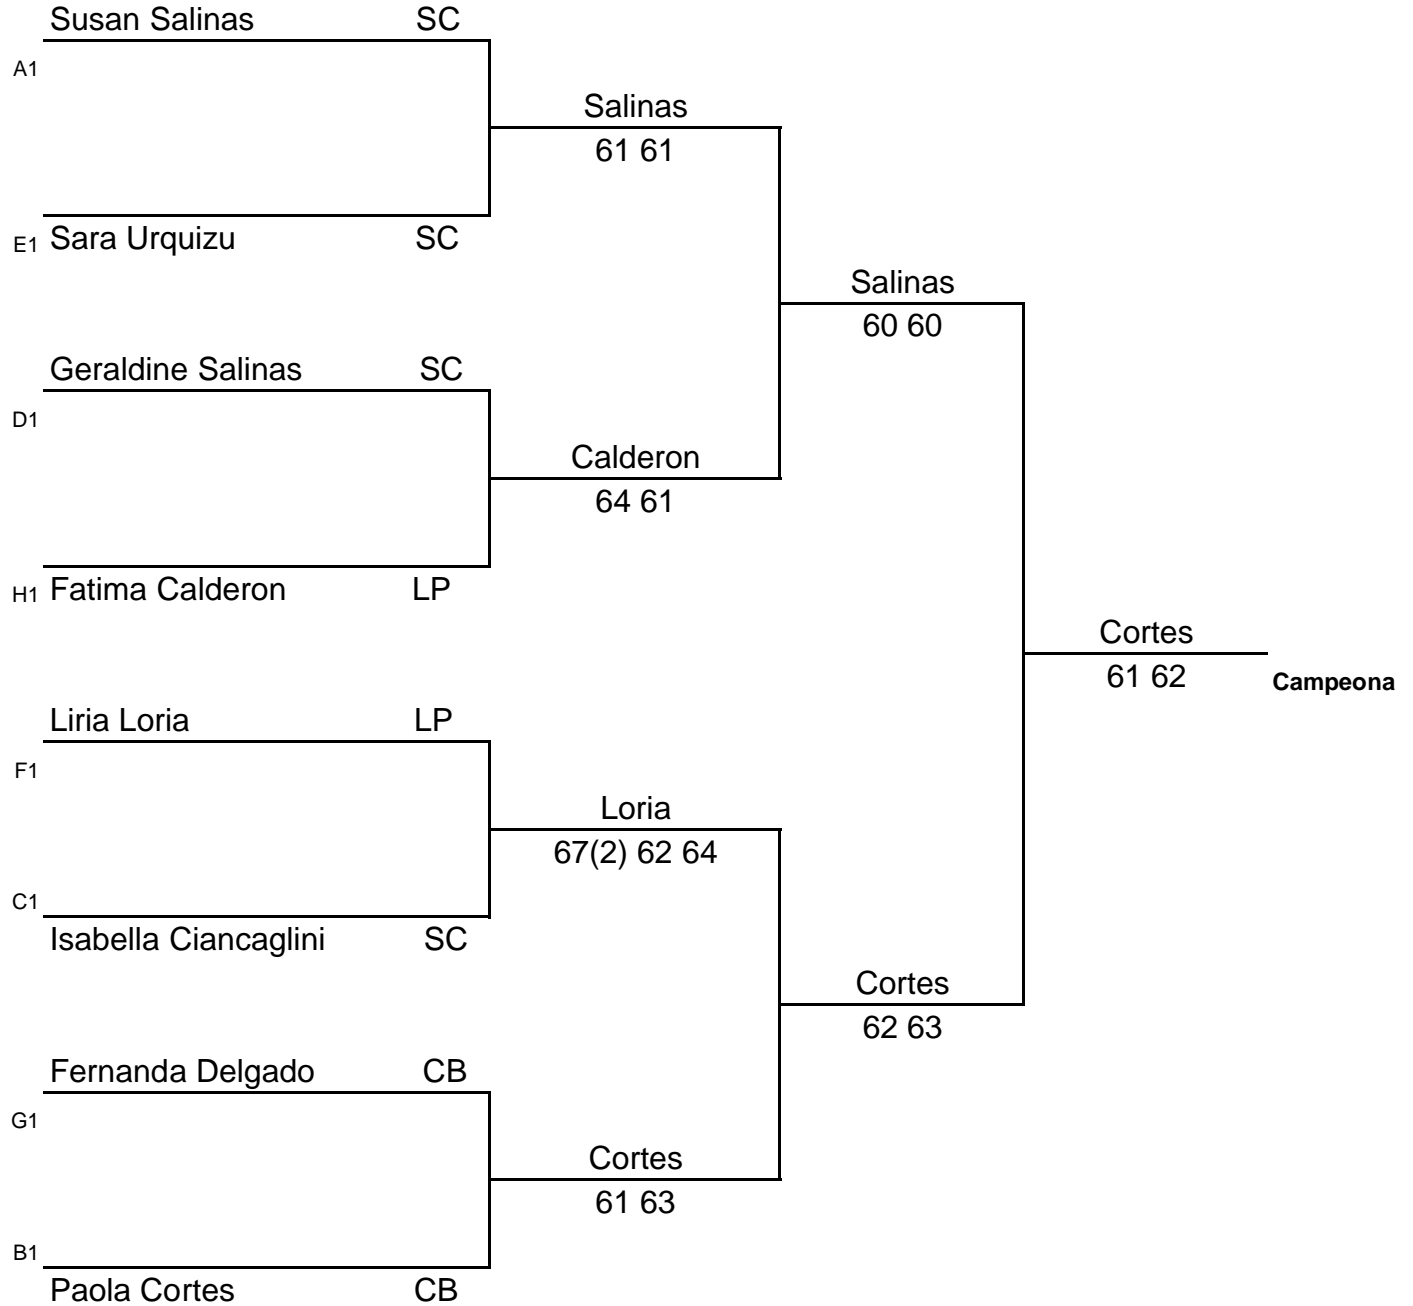 Susan Salinas SC
A1
Salinas
61 61
E1 Sara Urquizu SC
Salinas
60 60
Geraldine Salinas SC
D1
Calderon
64 61
H1 Fatima Calderon LP
Cortes
61 62 Campeona
Liria Loria LP
F1
Loria
67(2) 62 64
C1
Isabella Ciancaglini SC
Cortes
62 63
Fernanda Delgado CB
G1
Cortes
61 63
B1
Paola Cortes CB